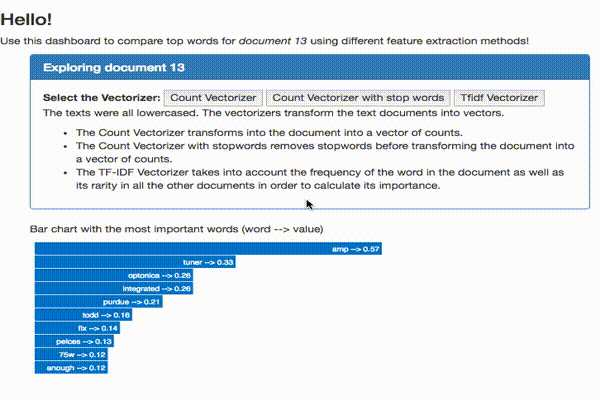 Hello!
Use this dashboard to compare top words for document 13 using different feature extraction methods!
Exploring document 13
Select the Vectorizer: Count Vectorizer Count Vectorizer with stop words Tfidf Vectorizer
The texts were all lowercased. The vectorizers transform the text documents into vectors.
• The Count Vectorizer transforms into the document into a vector of counts.
• The Count Vectorizer with stopwords removes stopwords before transforming the document into
a vector of counts.
• The TF-IDF Vectorizer takes into account the frequency of the word in the document as well as
its rarity in all the other documents in order to calculate its importance.
Bar chart with the most important words (word --> value)
amp --> 0.57
tuner --> 0.33
optonica --> 0.26
integrated --> 0.26
purdue --> 0.21
todd --> 0.16
fix --> 0.14
peices --> 0.13
75w --> 0.12
anough --> 0.12